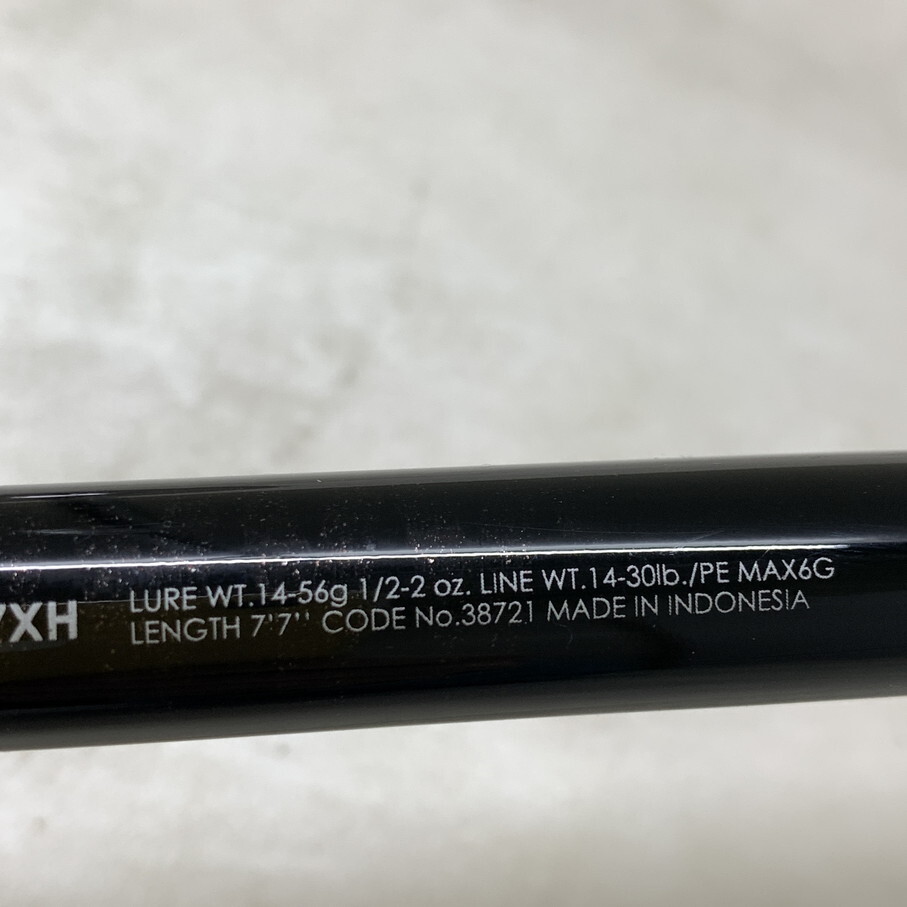 7XH
LURE WT.14-56g 1/2-2 oz. LINE WT.14-30lb./PE MAX6G
LENGTH 7'7'' CODE No.38721 MADE IN INDONESIA